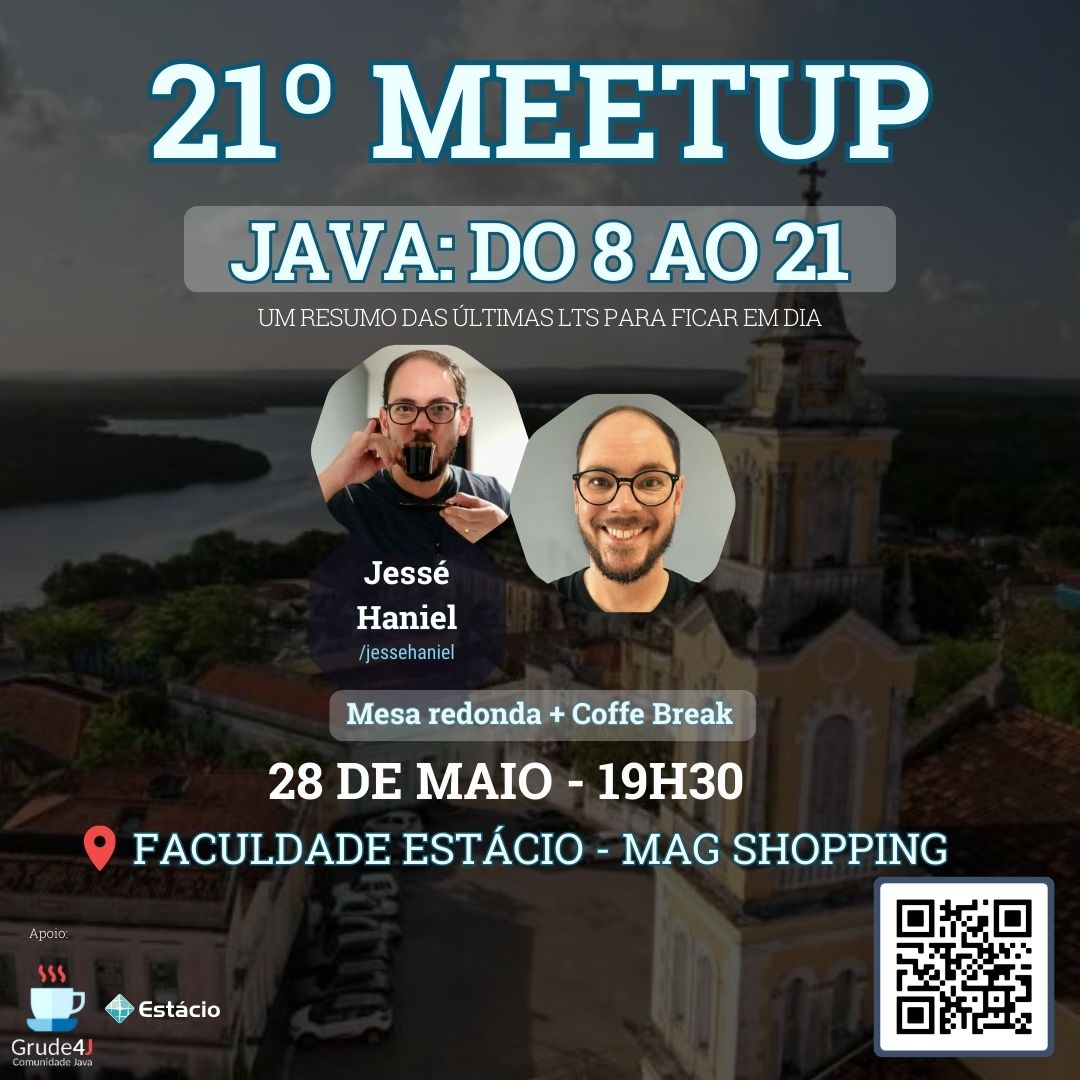 21º MEETUP
JAVA: DO 8 AO 21
UM RESUMO DAS ÚLTIMAS LTS PARA FICAR EM DIA
Jessé
Haniel
/jessehaniel
Mesa redonda + Coffe Break
28 DE MAIO - 19H30
FACULDADE ESTÁCIO - MAG SHOPPING
Apoio:
Estácio
Grude4J
Comunidade Java